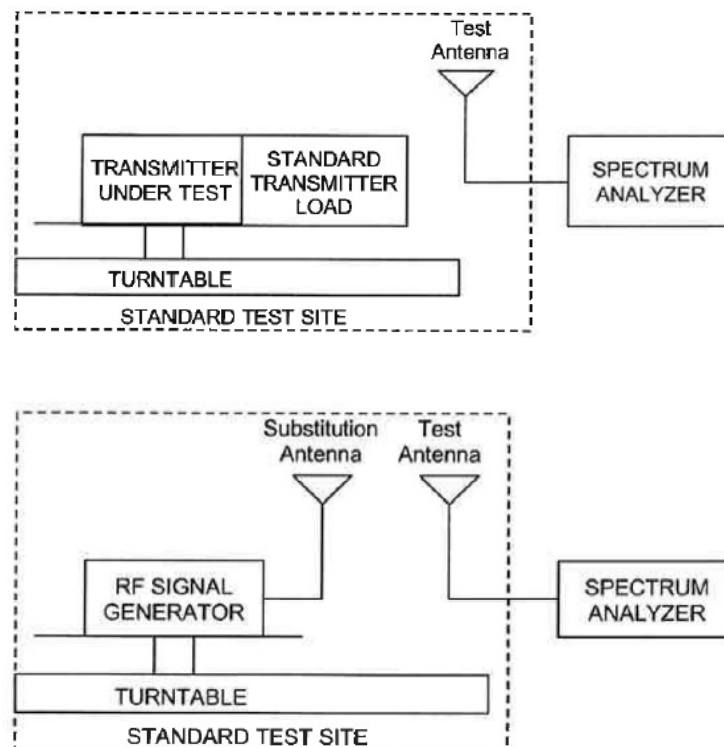 Test
Antenna
TRANSMITTER
UNDER TEST
STANDARD
TRANSMITTER
LOAD
SPECTRUM
ANALYZER
TURNTABLE
STANDARD TEST SITE
Substitution
Antenna
Test
Antenna
RF SIGNAL
GENERATOR
SPECTRUM
ANALYZER
TURNTABLE
STANDARD TEST SITE